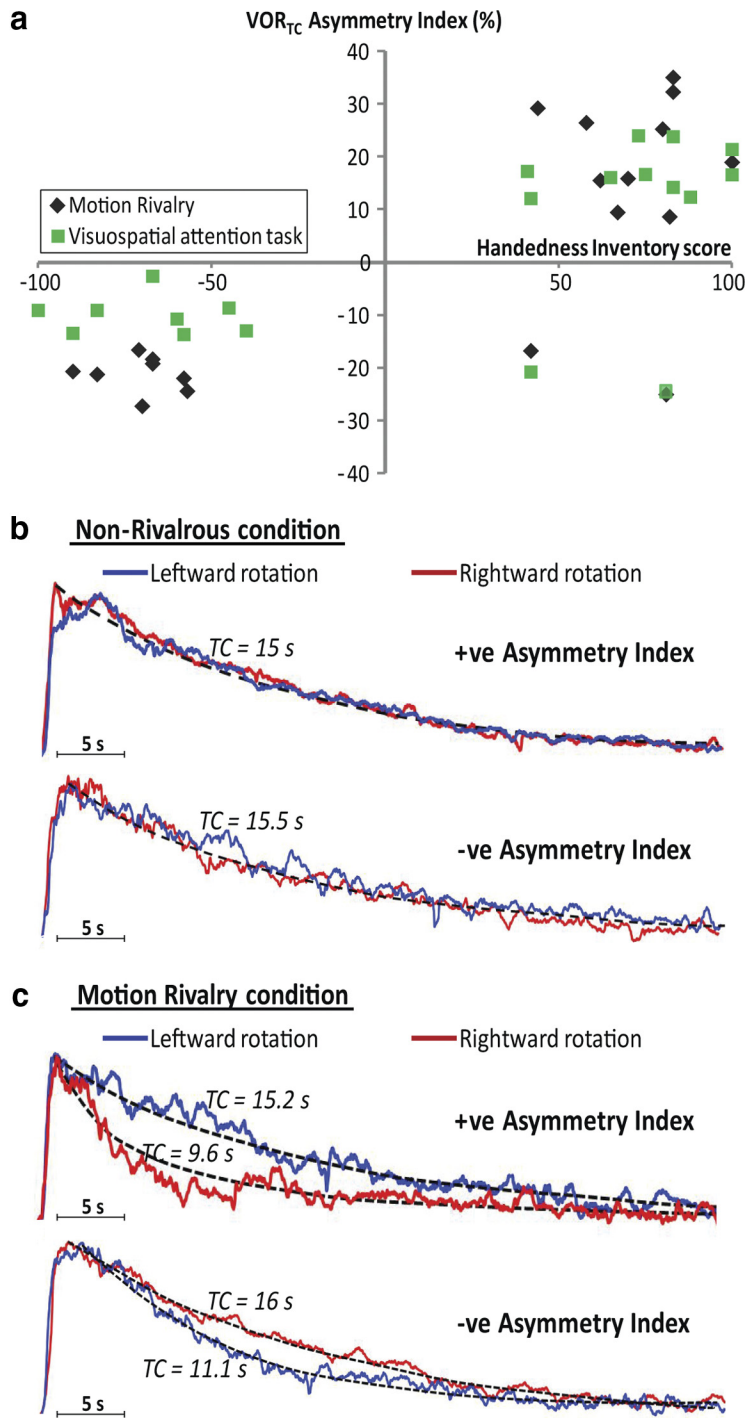 a
VOR_TC Asymmetry Index (%)
40
30
20
10
0
-10
-20
-30
-40
Motion Rivalry
Visuospatial attention task
Handedness Inventory score
-100
-50
50
100
b
Non-Rivalrous condition
Leftward rotation
Rightward rotation
TC = 15 s
+ve Asymmetry Index
5 s
TC = 15.5 s
-ve Asymmetry Index
5 s
c
Motion Rivalry condition
Leftward rotation
Rightward rotation
TC = 15.2 s
+ve Asymmetry Index
TC = 9.6 s
5 s
TC = 16 s
-ve Asymmetry Index
TC = 11.1 s
5 s